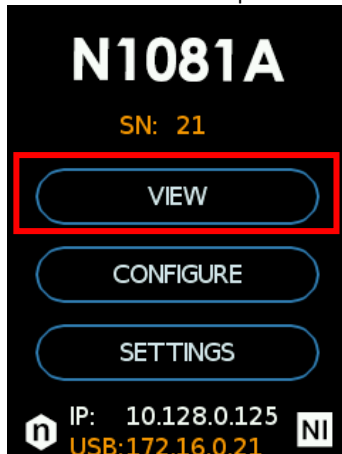 N1081A
SN: 21
VIEW
CONFIGURE
SETTINGS
n IP: 10.128.0.125 NI
USB:172.16.0.21